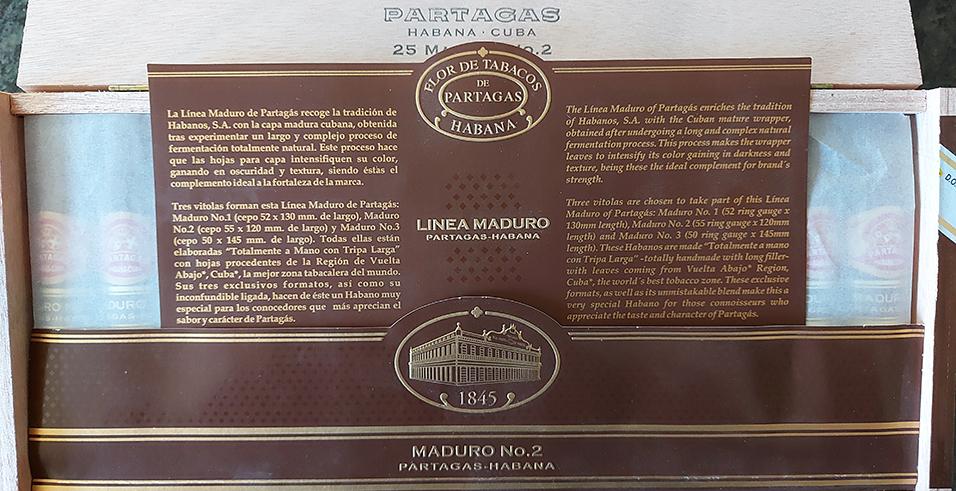 PARTAGAS
HABANA · CUBA
25 M
No.2
FLOR DE TABACOS
DE
PARTAGAS
HABANA
La Línea Maduro de Partagás recoge la tradición de
Habanos, S.A. con la capa madura cubana, obtenida
tras experimentar un largo y complejo proceso de
fermentación totalmente natural. Este proceso hace
que las hojas para capa intensifiquen su color,
ganando en oscuridad y textura, siendo éstas el
complemento ideal a la fortaleza de la marca.
Tres vitolas forman esta Línea Maduro de Partagás:
Maduro No.1 (cepo 52 x 130 mm. de largo), Maduro
No.2 (cepo 55 x 120 mm. de largo) y Maduro No.3
(cepo 50 x 145 mm. de largo). Todas ellas están
elaboradas "Totalmente a Mano con Tripa Larga"
con hojas procedentes de la Región de Vuelta
Abajo*, Cuba*, la mejor zona tabacalera del mundo.
Sus tres exclusivos formatos, así como su
inconfundible ligada, hacen de éste un Habano muy
especial para los conocedores que más aprecian el
sabor y carácter de Partagás.
LINEA MADURO
PARTAGAS-HABANA
The Línea Maduro of Partagás enriches the tradition
of Habanos, S.A. with the Cuban mature wrapper,
obtained after undergoing a long and complex natural
fermentation process. This process makes the wrapper
leaves to intensify its color gaining in darkness and
texture, being these the ideal complement for brand´s
strength.
Three vitolas are chosen to take part of this Línea
Maduro of Partagás: Maduro No. 1 (52 ring gauge x
130mm length), Maduro No. 2 (55 ring gauge x 120mm
length) and Maduro No. 3 (50 ring gauge x 145mm
length). These Habanos are made "Totalmente a mano
con Tripa Larga" -totally handmade with long filler-
with leaves coming from Vuelta Abajo* Region,
Cuba*, the world´s best tobacco zone. These exclusive
formats, as well as its unmistakable blend make this a
very special Habano for those connoisseurs who
appreciate the taste and character of Partagás.
1845
MADURO No.2
PARTAGAS-HABANA